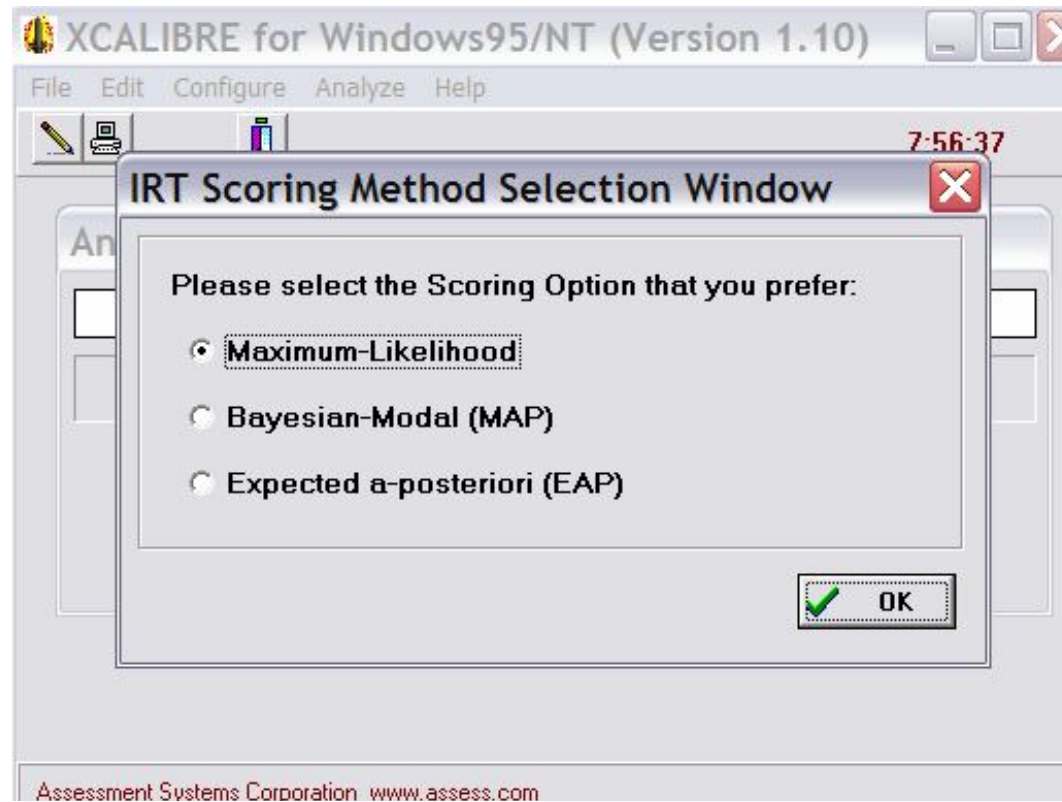 XCALIBRE for Windows95/NT (Version 1.10)
File Edit Configure Analyze Help
7:56:37
IRT Scoring Method Selection Window
An
Please select the Scoring Option that you prefer:
Maximum-Likelihood
Bayesian-Modal (MAP)
Expected a-posteriori (EAP)
OK
Assessment Systems Corporation www.assess.com